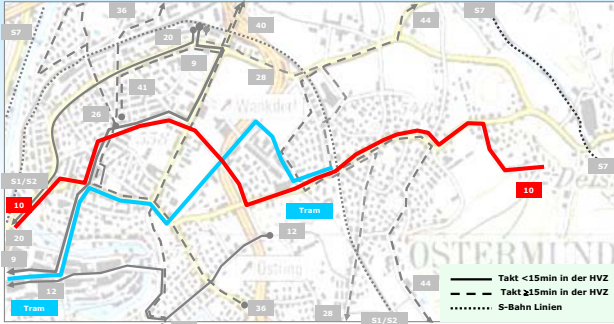 36
40
44
S7
S7
20
9
28
41
26
Wankdorf
S7
S1/S2
10
10
Tram
20
12
OSTERMUND
9
12
Tram
36
28
S1/S2
44
Takt <15min in der HVZ
Takt ≥15min in der HVZ
S-Bahn Linien